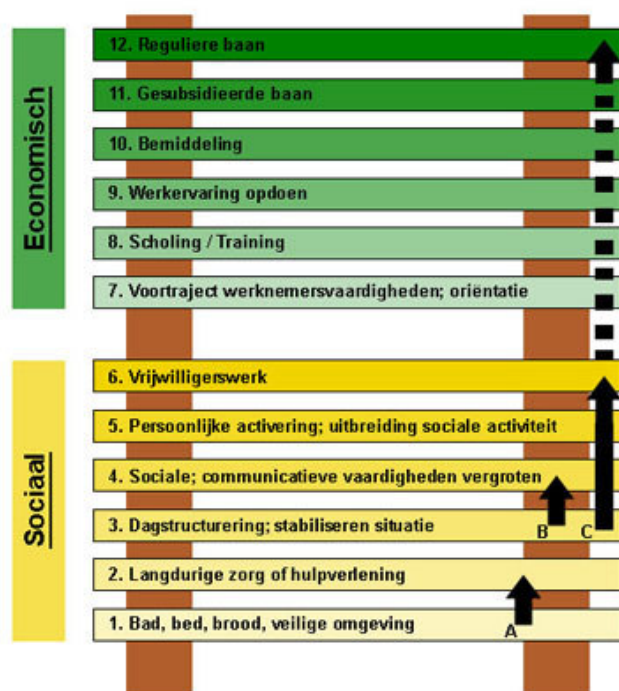 Economisch
12. Reguliere baan
11. Gesubsidieerde baan
10. Bemiddeling
9. Werkervaring opdoen
8. Scholing / Training
7. Voortraject werknemersvaardigheden; oriëntatie
Sociaal
6. Vrijwilligerswerk
5. Persoonlijke activering; uitbreiding sociale activiteit
4. Sociale; communicatieve vaardigheden vergroten
3. Dagstructurering; stabiliseren situatie
B C
2. Langdurige zorg of hulpverlening
1. Bad, bed, brood, veilige omgeving
A